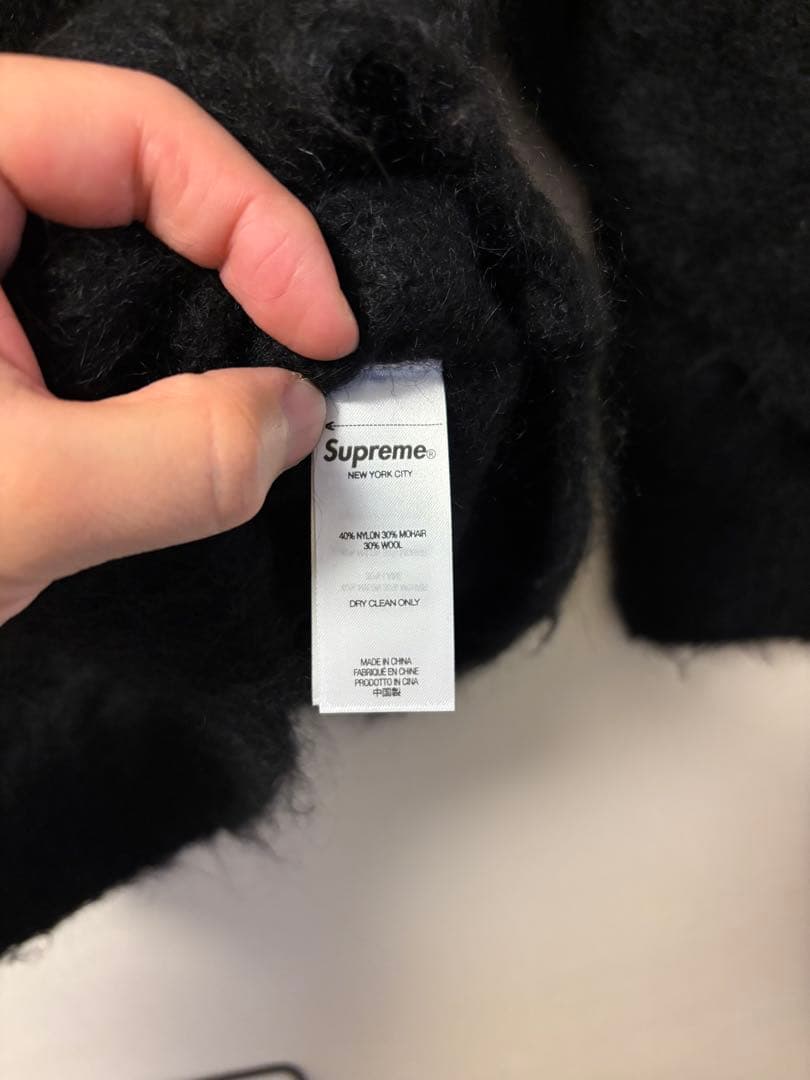 Supreme®
NEW YORK CITY
40% NYLON 30% MOHAIR
30% WOOL
DRY CLEAN ONLY
MADE IN CHINA
FABRIQUÉ EN CHINE
PRODOTTO IN CINA
中国製